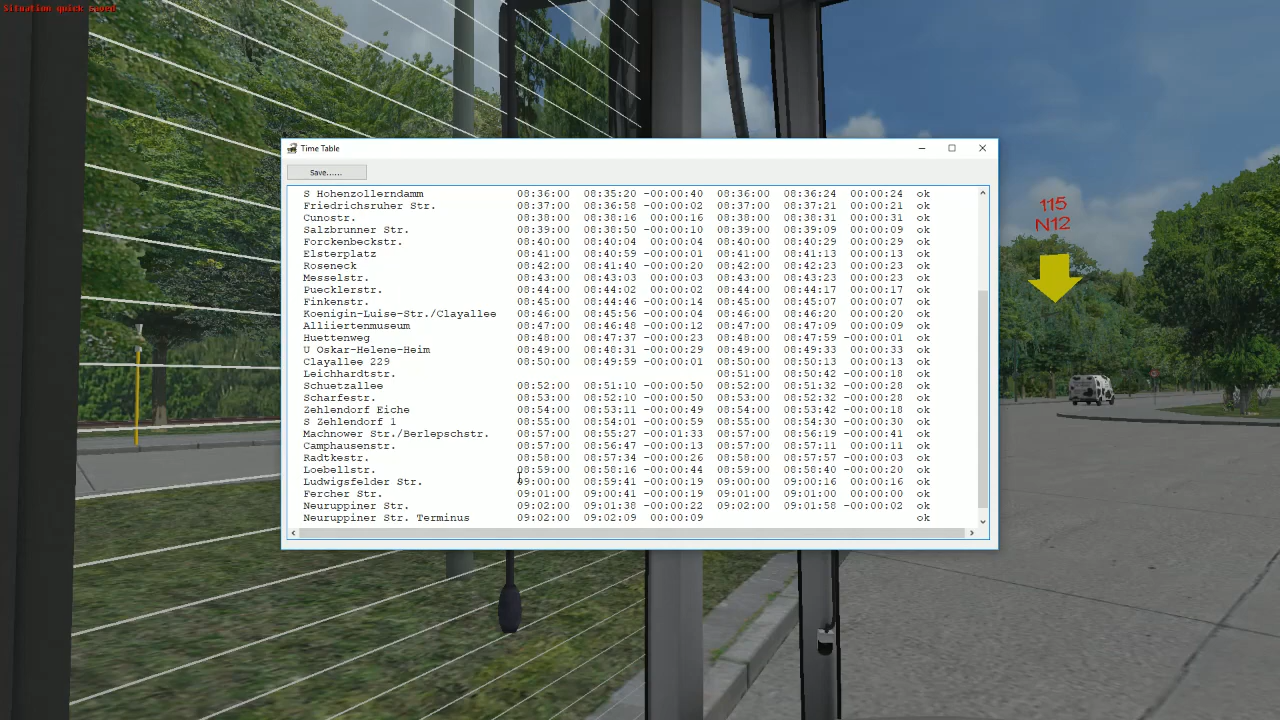 Situation quick saved
Time Table
Save......
S Hohenzollerndamm 08:36:00 08:35:20 -00:00:40 08:36:00 08:36:24 00:00:24 ok
Friedrichsruher Str. 08:37:00 08:36:58 -00:00:02 08:37:00 08:37:21 00:00:21 ok
Cunostr. 08:38:00 08:38:16 00:00:16 08:38:00 08:38:31 00:00:31 ok
Salzbrunner Str. 08:39:00 08:38:50 -00:00:10 08:39:00 08:39:09 00:00:09 ok
Forckenbeckstr. 08:40:00 08:40:04 00:00:04 08:40:00 08:40:29 00:00:29 ok
Elsterplatz 08:41:00 08:40:59 -00:00:01 08:41:00 08:41:13 00:00:13 ok
Roseneck 08:42:00 08:41:40 -00:00:20 08:42:00 08:42:23 00:00:23 ok
Messelstr. 08:43:00 08:43:03 00:00:03 08:43:00 08:43:23 00:00:23 ok
Puecklerstr. 08:44:00 08:44:02 00:00:02 08:44:00 08:44:17 00:00:17 ok
Finkenstr. 08:45:00 08:44:46 -00:00:14 08:45:00 08:45:07 00:00:07 ok
Koenigin-Luise-Str./Clayallee 08:46:00 08:45:56 -00:00:04 08:46:00 08:46:20 00:00:20 ok
Alliiertenmuseum 08:47:00 08:46:48 -00:00:12 08:47:00 08:47:09 00:00:09 ok
Huettenweg 08:48:00 08:47:37 -00:00:23 08:48:00 08:47:59 -00:00:01 ok
U Oskar-Helene-Heim 08:49:00 08:48:31 -00:00:29 08:49:00 08:49:33 00:00:33 ok
Clayallee 229 08:50:00 08:49:59 -00:00:01 08:50:00 08:50:13 00:00:13 ok
Leichhardtstr. 08:51:00 08:50:42 -00:00:18 ok
Schuetzallee 08:52:00 08:51:10 -00:00:50 08:52:00 08:51:32 -00:00:28 ok
Scharfestr. 08:53:00 08:52:10 -00:00:50 08:53:00 08:52:32 -00:00:28 ok
Zehlendorf Eiche 08:54:00 08:53:11 -00:00:49 08:54:00 08:53:42 -00:00:18 ok
S Zehlendorf 1 08:55:00 08:54:01 -00:00:59 08:55:00 08:54:30 -00:00:30 ok
Machnower Str./Berlepschstr. 08:57:00 08:55:27 -00:01:33 08:57:00 08:56:19 -00:00:41 ok
Camphausenstr. 08:57:00 08:56:47 -00:00:13 08:57:00 08:57:11 00:00:11 ok
Radtkestr. 08:58:00 08:57:34 -00:00:26 08:58:00 08:57:57 -00:00:03 ok
Loebellstr. 08:59:00 08:58:16 -00:00:44 08:59:00 08:58:40 -00:00:20 ok
Ludwigsfelder Str. 09:00:00 08:59:41 -00:00:19 09:00:00 09:00:16 00:00:16 ok
Fercher Str. 09:01:00 09:00:41 -00:00:19 09:01:00 09:01:00 00:00:00 ok
Neuruppiner Str. 09:02:00 09:01:38 -00:00:22 09:02:00 09:01:58 -00:00:02 ok
Neuruppiner Str. Terminus 09:02:00 09:02:09 00:00:09 ok
115
N12